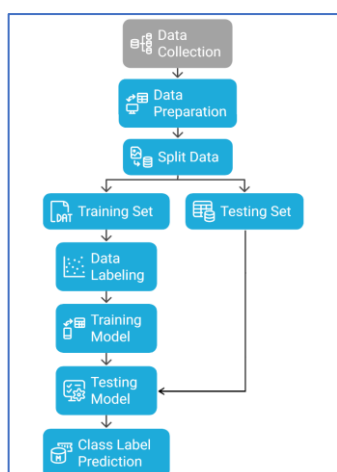 Data
Collection
Data
Preparation
Split Data
DAT
Training Set
Testing Set
Data
Labeling
Training
Model
Testing
Model
Class Label
Prediction